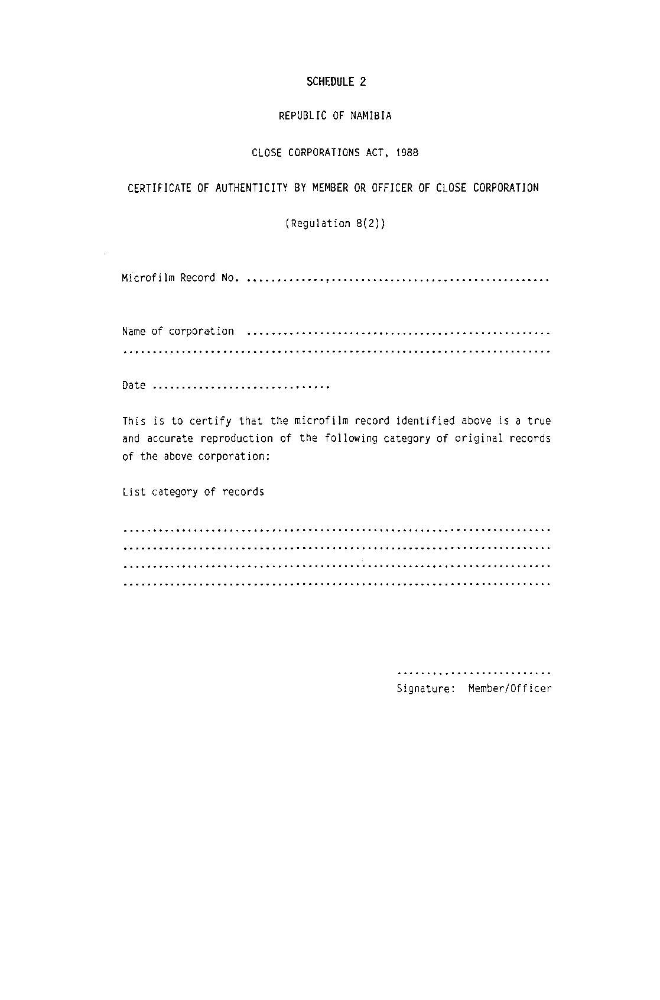 SCHEDULE 2
REPUBLIC OF NAMIBIA
CLOSE CORPORATIONS ACT, 1988
CERTIFICATE OF AUTHENTICITY BY MEMBER OR OFFICER OF CLOSE CORPORATION
(Regulation 8(2))
Microfilm Record No. ...................................................
Name of corporation ...................................................
........................................................................
Date ..............................
This is to certify that the microfilm record identified above is a true
and accurate reproduction of the following category of original records
of the above corporation:
List category of records
........................................................................
........................................................................
........................................................................
........................................................................
..........................
Signature: Member/Officer